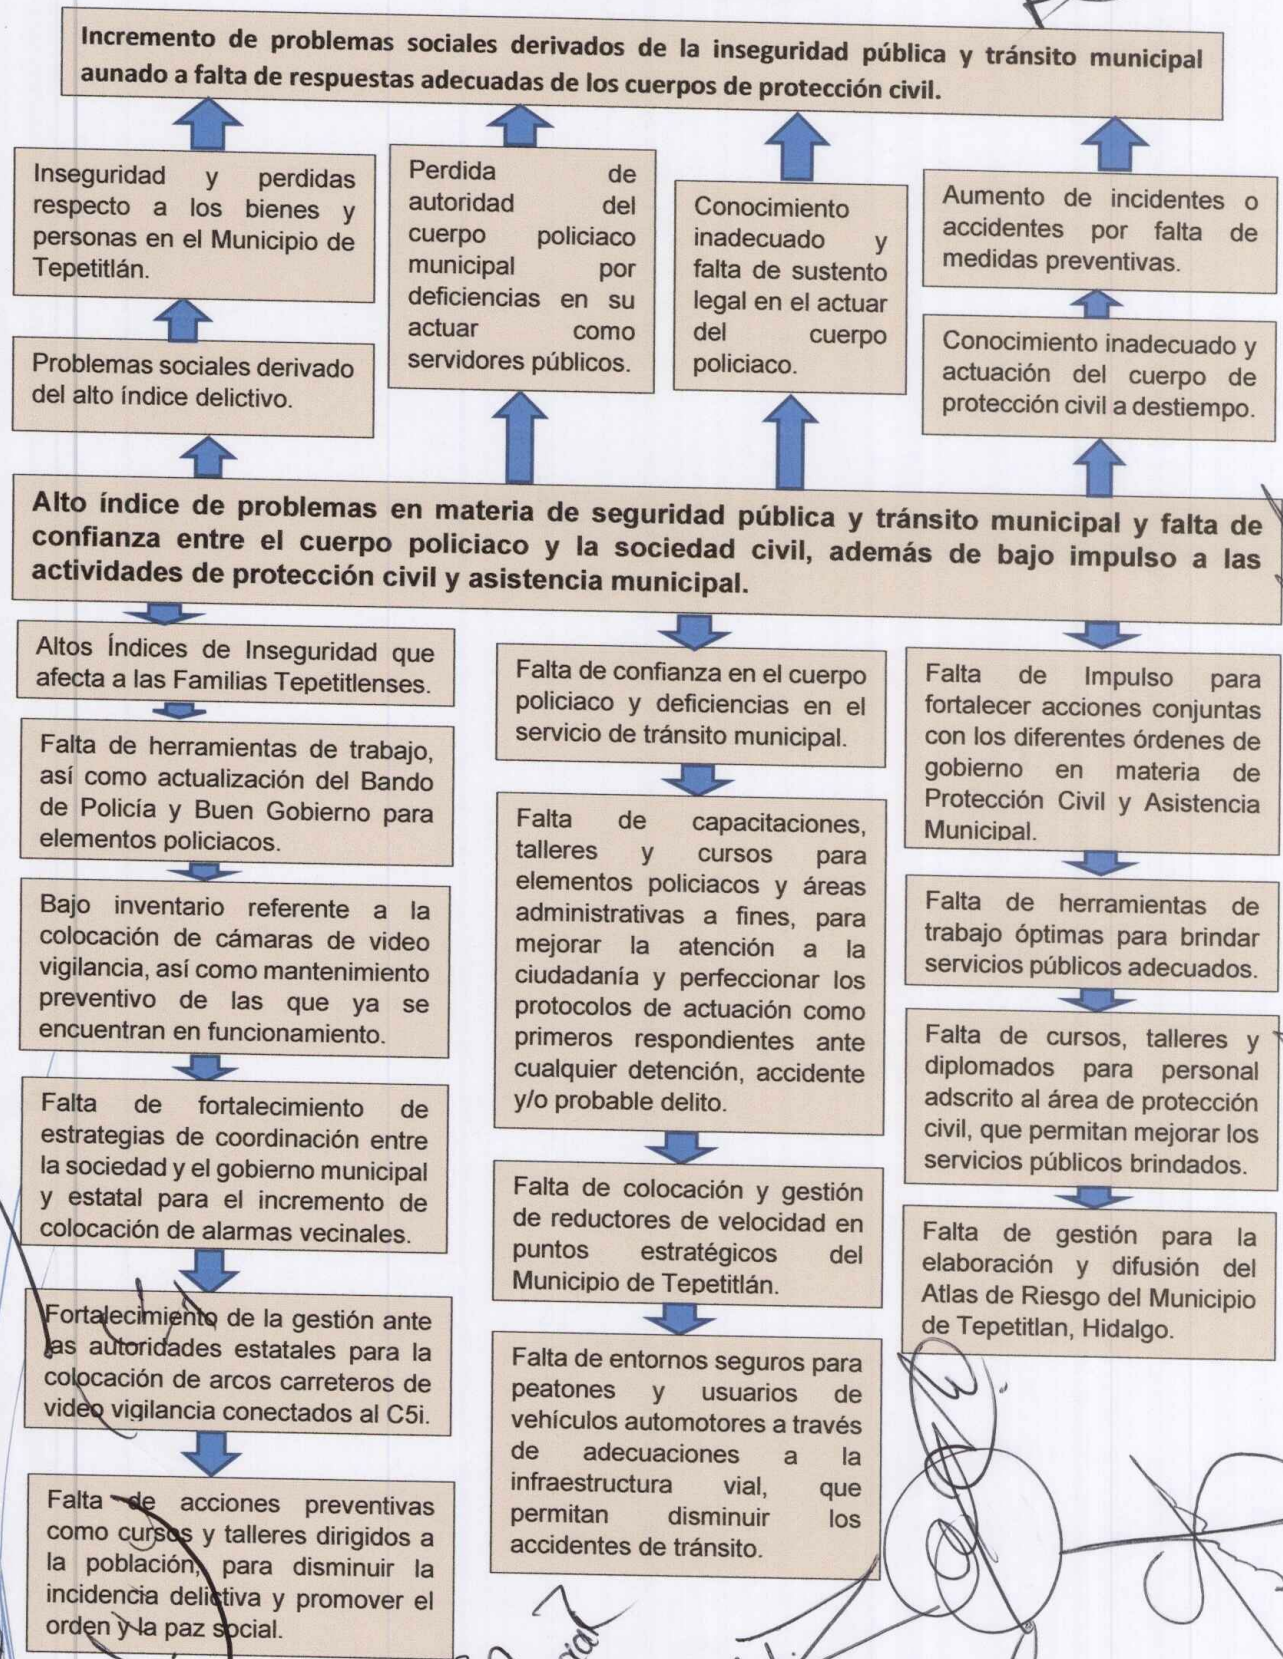 Incremento de problemas sociales derivados de la inseguridad pública y tránsito municipal
aunado a falta de respuestas adecuadas de los cuerpos de protección civil.
Inseguridad y perdidas
respecto a los bienes y
personas en el Municipio de
Tepetitlán.
Perdida de
autoridad del
cuerpo policiaco
municipal por
deficiencias en su
actuar como
servidores públicos.
Conocimiento
inadecuado y
falta de sustento
legal en el actuar
del cuerpo
policiaco.
Aumento de incidentes o
accidentes por falta de
medidas preventivas.
Problemas sociales derivado
del alto índice delictivo.
Conocimiento inadecuado y
actuación del cuerpo de
protección civil a destiempo.
Alto índice de problemas en materia de seguridad pública y tránsito municipal y falta de
confianza entre el cuerpo policiaco y la sociedad civil, además de bajo impulso a las
actividades de protección civil y asistencia municipal.
Altos Índices de Inseguridad que
afecta a las Familias Tepetitlenses.
Falta de herramientas de trabajo,
así como actualización del Bando
de Policía y Buen Gobierno para
elementos policiacos.
Bajo inventario referente a la
colocación de cámaras de video
vigilancia, así como mantenimiento
preventivo de las que ya se
encuentran en funcionamiento.
Falta de fortalecimiento de
estrategias de coordinación entre
la sociedad y el gobierno municipal
y estatal para el incremento de
colocación de alarmas vecinales.
Fortalecimiento de la gestión ante
las autoridades estatales para la
colocación de arcos carreteros de
video vigilancia conectados al C5i.
Falta de acciones preventivas
como cursos y talleres dirigidos a
la población, para disminuir la
incidencia delictiva y promover el
orden y la paz social.
Falta de confianza en el cuerpo
policiaco y deficiencias en el
servicio de tránsito municipal.
Falta de capacitaciones,
talleres y cursos para
elementos policiacos y áreas
administrativas a fines, para
mejorar la atención a la
ciudadanía y perfeccionar los
protocolos de actuación como
primeros respondientes ante
cualquier detención, accidente
y/o probable delito.
Falta de colocación y gestión
de reductores de velocidad en
puntos estratégicos del
Municipio de Tepetitlán.
Falta de entornos seguros para
peatones y usuarios de
vehículos automotores a través
de adecuaciones a la
infraestructura vial, que
permitan disminuir los
accidentes de tránsito.
Falta de Impulso para
fortalecer acciones conjuntas
con los diferentes órdenes de
gobierno en materia de
Protección Civil y Asistencia
Municipal.
Falta de herramientas de
trabajo óptimas para brindar
servicios públicos adecuados.
Falta de cursos, talleres y
diplomados para personal
adscrito al área de protección
civil, que permitan mejorar los
servicios públicos brindados.
Falta de gestión para la
elaboración y difusión del
Atlas de Riesgo del Municipio
de Tepetitlan, Hidalgo.